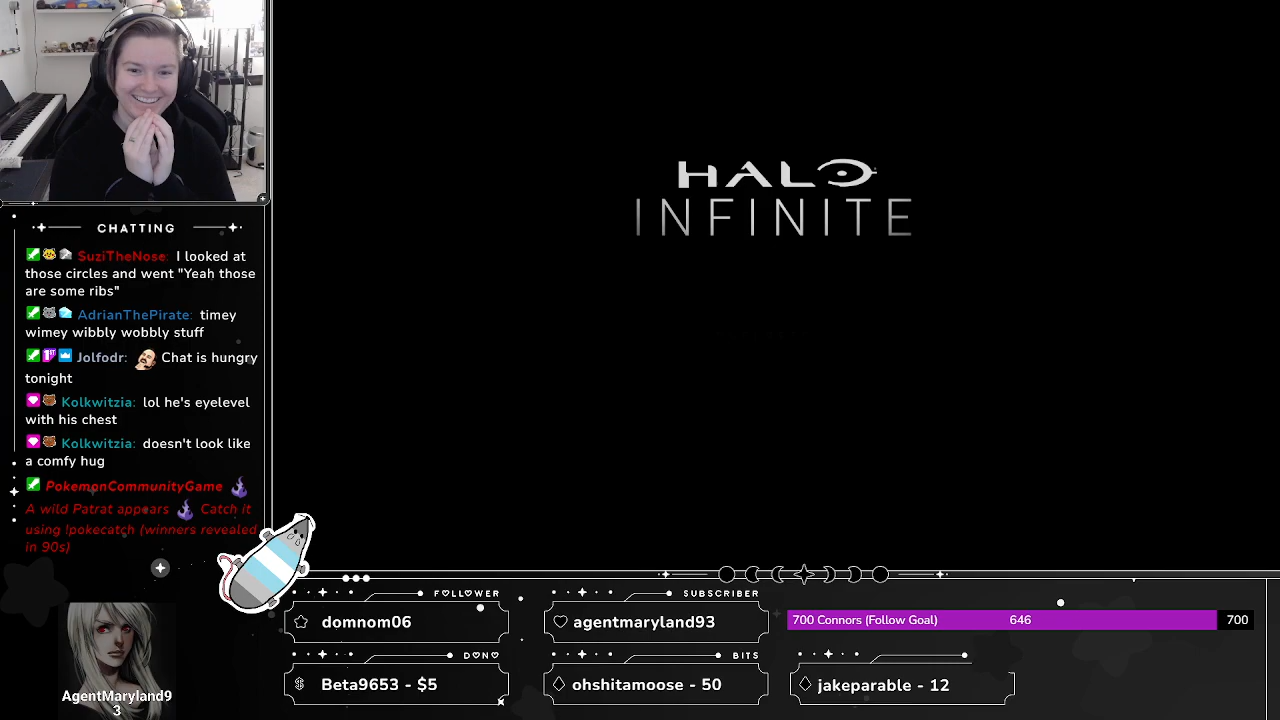 HALO
INFINITE
CHATTING
SuziTheNose: I looked at
those circles and went "Yeah those
are some ribs"
AdrianThePirate: timey
wimey wibbly wobbly stuff
Jolfodr: Chat is hungry
tonight
Kolkwitzia: lol he's eyelevel
with his chest
Kolkwitzia: doesn't look like
a comfy hug
PokemonCommunityGame
A wild Patrat appears Catch it
using !pokecatch (winners revealed
in 90s)
AgentMaryland9
3
FOLLOWER
domnom06
SUBSCRIBER
agentmaryland93
700 Connors (Follow Goal) 646 700
DONO
Beta9653 - $5
BITS
ohshitamoose - 50
jakeparable - 12